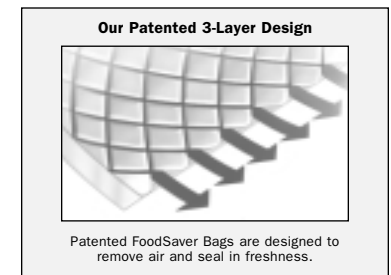 Our Patented 3-Layer Design
Patented FoodSaver Bags are designed to
remove air and seal in freshness.